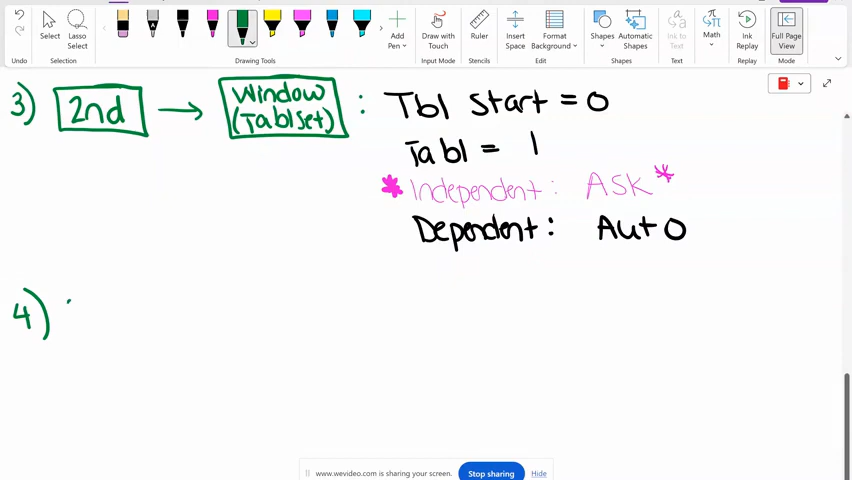 Undo
Select
Lasso Select
Selection
Drawing Tools
Add Pen
Draw with Touch
Input Mode
Ruler
Stencils
Insert Space
Format Background
Edit
Shapes
Automatic Shapes
Shapes
Ink to Text
Math
Ink to Math
Ink Replay
Replay
Full Page View
Mode
3) 2nd → Window (TablSet) : Tbl Start = 0
Tabl = 1
* Independent: ASK *
Dependent: Auto
4)
www.wevideo.com is sharing your screen.
Stop sharing
Hide